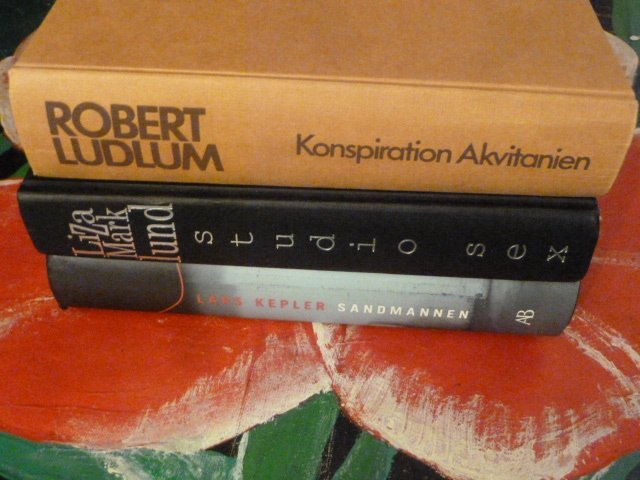 ROBERT
LUDLUM
Konspiration Akvitanien
Liza
Mark
lund
studio sex
LARS KEPLER SANDMANNEN
AB